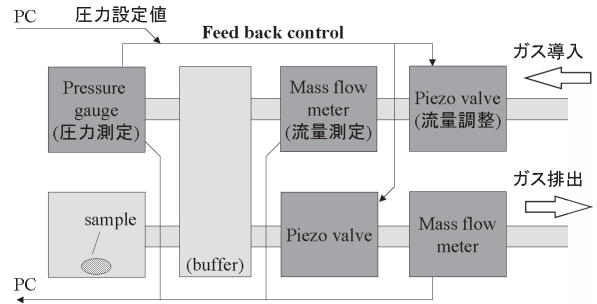 PC
圧力設定値
Feed back control
ガス導入
Pressure
gauge
(圧力測定)
Mass flow
meter
(流量測定)
Piezo valve
(流量調整)
ガス排出
sample
(buffer)
Piezo valve
Mass flow
meter
PC